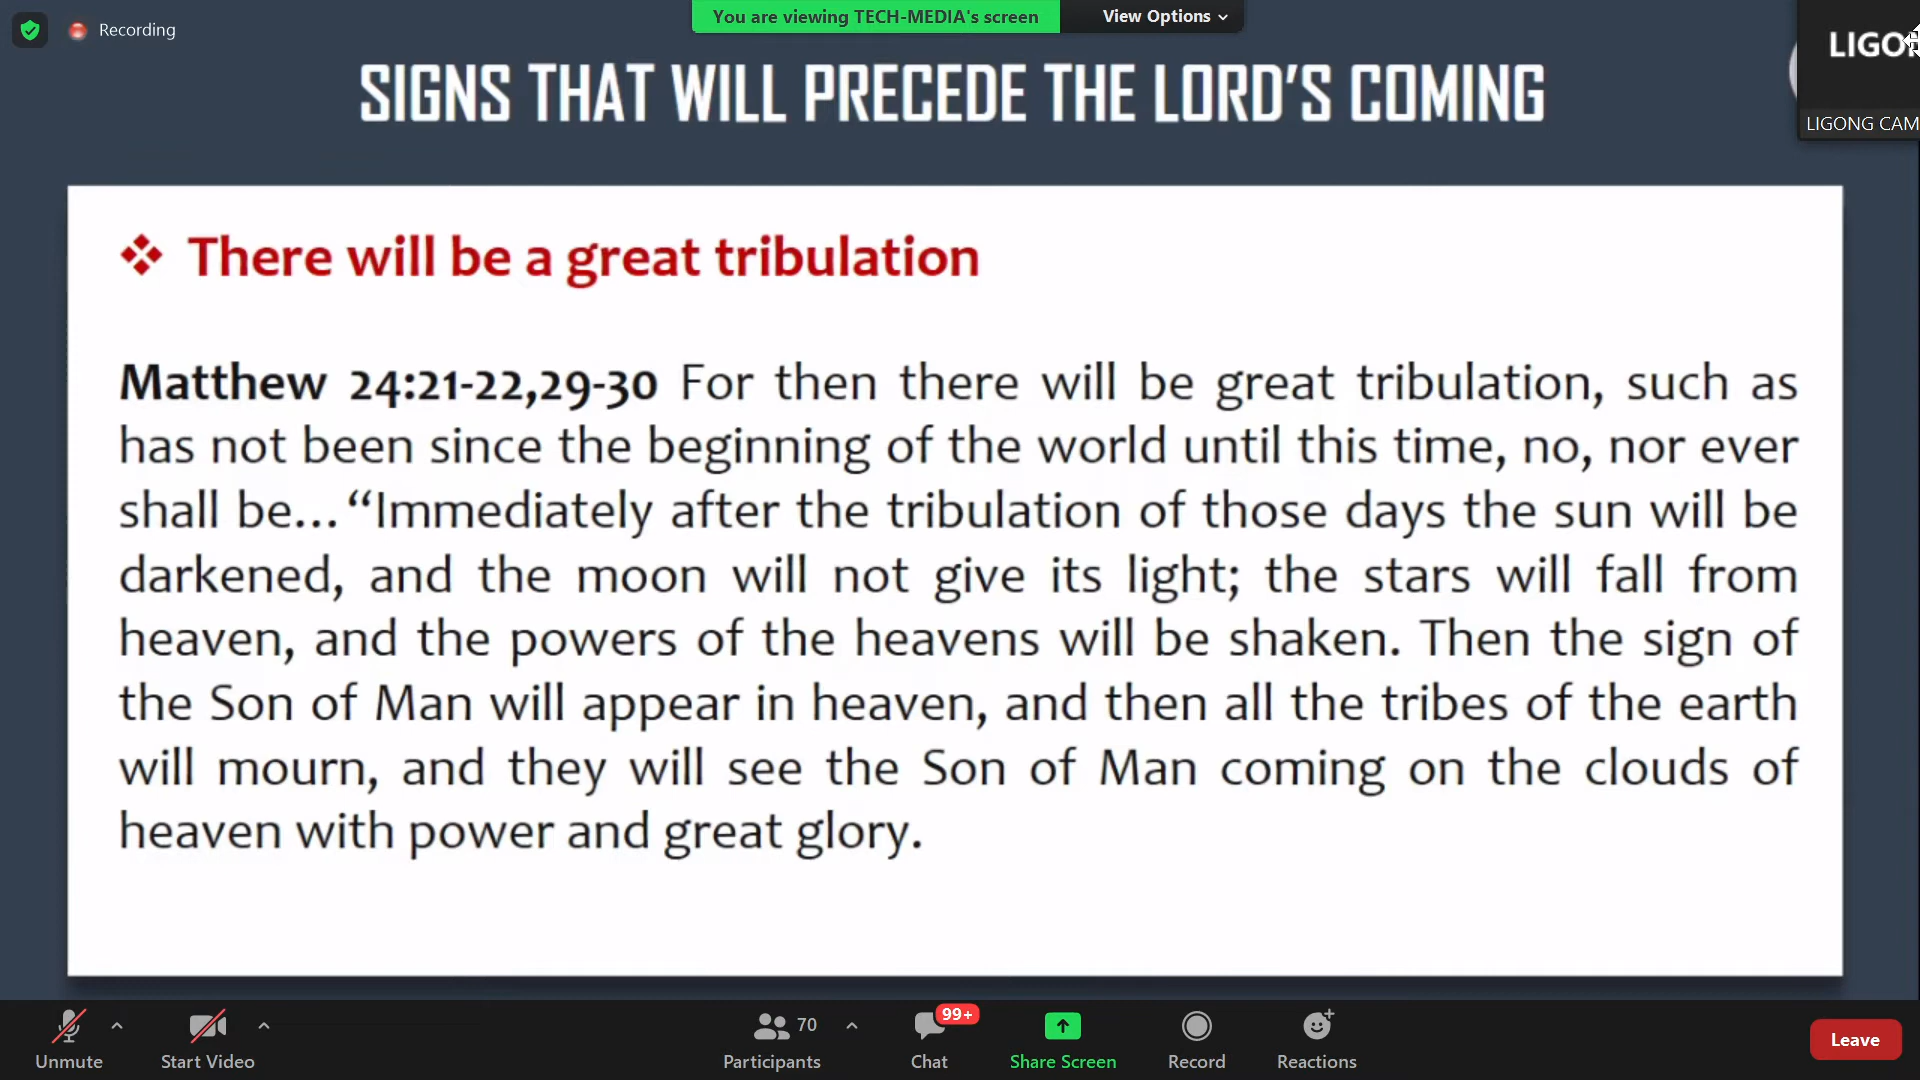 Recording
You are viewing TECH-MEDIA's screen
View Options
LIGO
LIGONG CAM
SIGNS THAT WILL PRECEDE THE LORD'S COMING
❖ There will be a great tribulation
Matthew 24:21-22,29-30 For then there will be great tribulation, such as
has not been since the beginning of the world until this time, no, nor ever
shall be... “Immediately after the tribulation of those days the sun will be
darkened, and the moon will not give its light; the stars will fall from
heaven, and the powers of the heavens will be shaken. Then the sign of
the Son of Man will appear in heaven, and then all the tribes of the earth
will mourn, and they will see the Son of Man coming on the clouds of
heaven with power and great glory.
70
99+
Unmute
Start Video
Participants
Chat
Share Screen
Record
Reactions
Leave